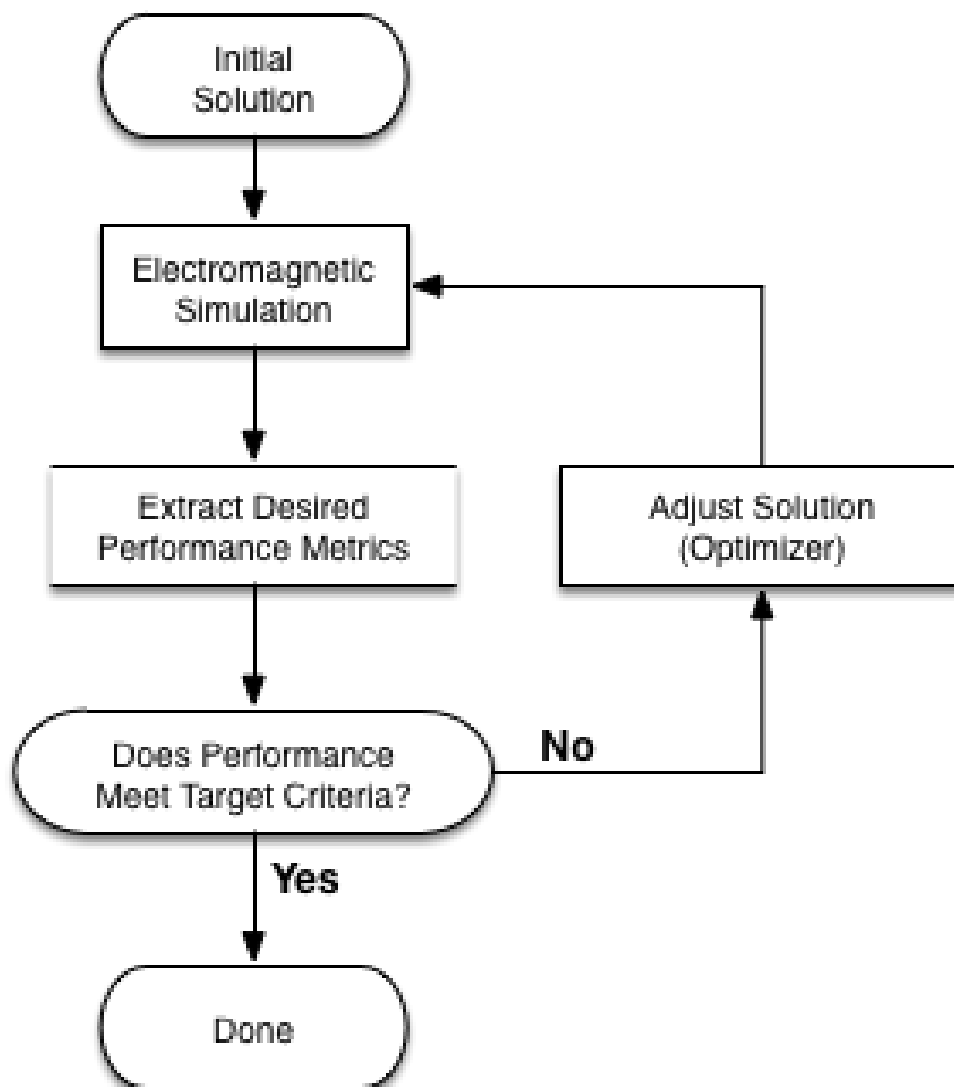 Initial
Solution
Electromagnetic
Simulation
Extract Desired
Performance Metrics
Adjust Solution
(Optimizer)
Does Performance
Meet Target Criteria?
No
Yes
Done